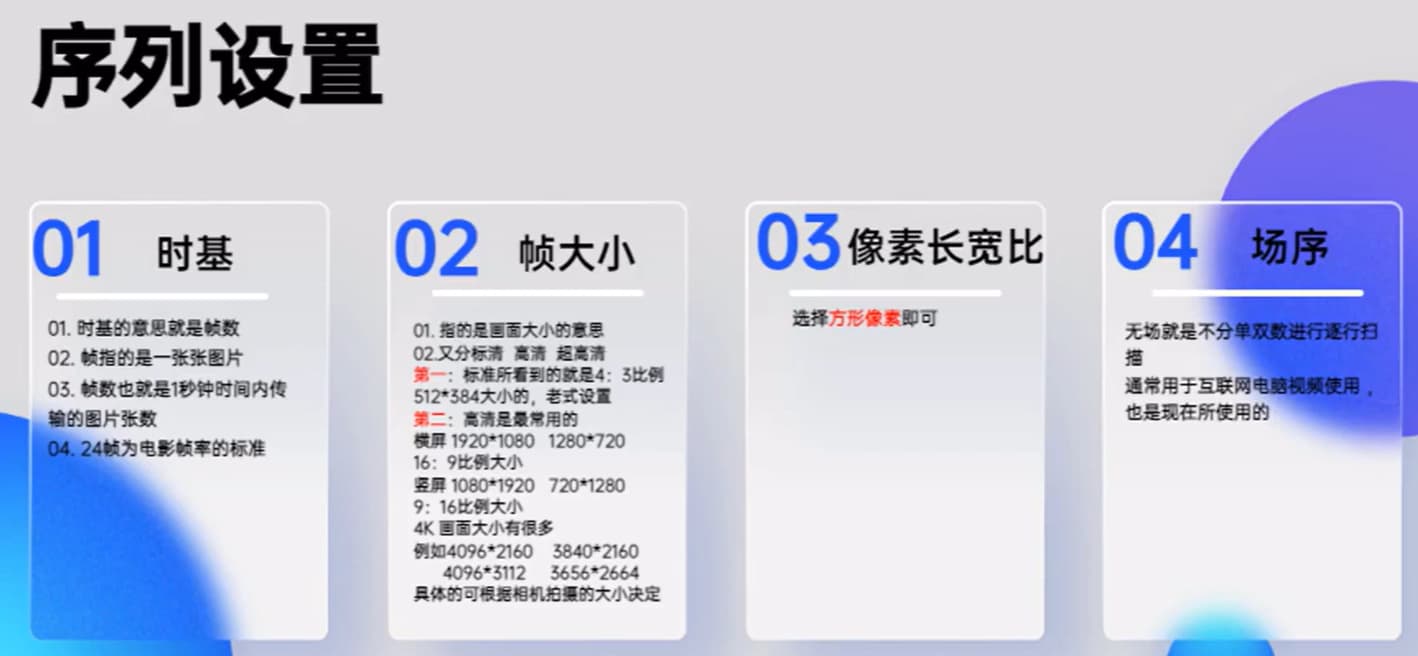 序列设置
01 时基
01. 时基的意思就是帧数
02. 帧指的是一张张图片
03. 帧数也就是1秒钟时间内传
输的图片张数
04. 24帧为电影帧率的标准
02 帧大小
01. 指的是画面大小的意思
02.又分标清 高清 超高清
第一：标准所看到的就是4：3比例
512*384大小的，老式设置
第二：高清是最常用的
横屏 1920*1080 1280*720
16：9比例大小
竖屏 1080*1920 720*1280
9：16比例大小
4K 画面大小有很多
例如4096*2160 3840*2160
4096*3112 3656*2664
具体的可根据相机拍摄的大小决定
03 像素长宽比
选择方形像素即可
04 场序
无场就是不分单双数进行逐行扫
描
通常用于互联网电脑视频使用，
也是现在所使用的